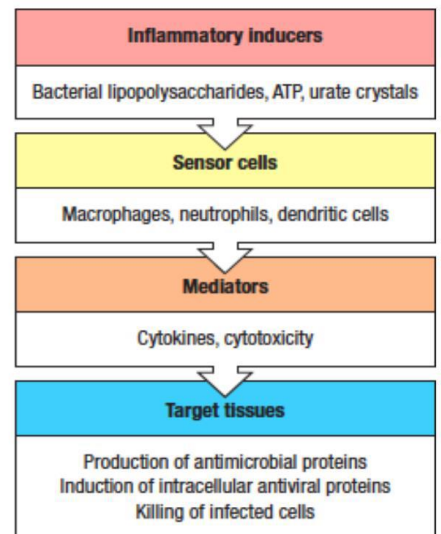 Inflammatory inducers
Bacterial lipopolysaccharides, ATP, urate crystals
Sensor cells
Macrophages, neutrophils, dendritic cells
Mediators
Cytokines, cytotoxicity
Target tissues
Production of antimicrobial proteins
Induction of intracellular antiviral proteins
Killing of infected cells